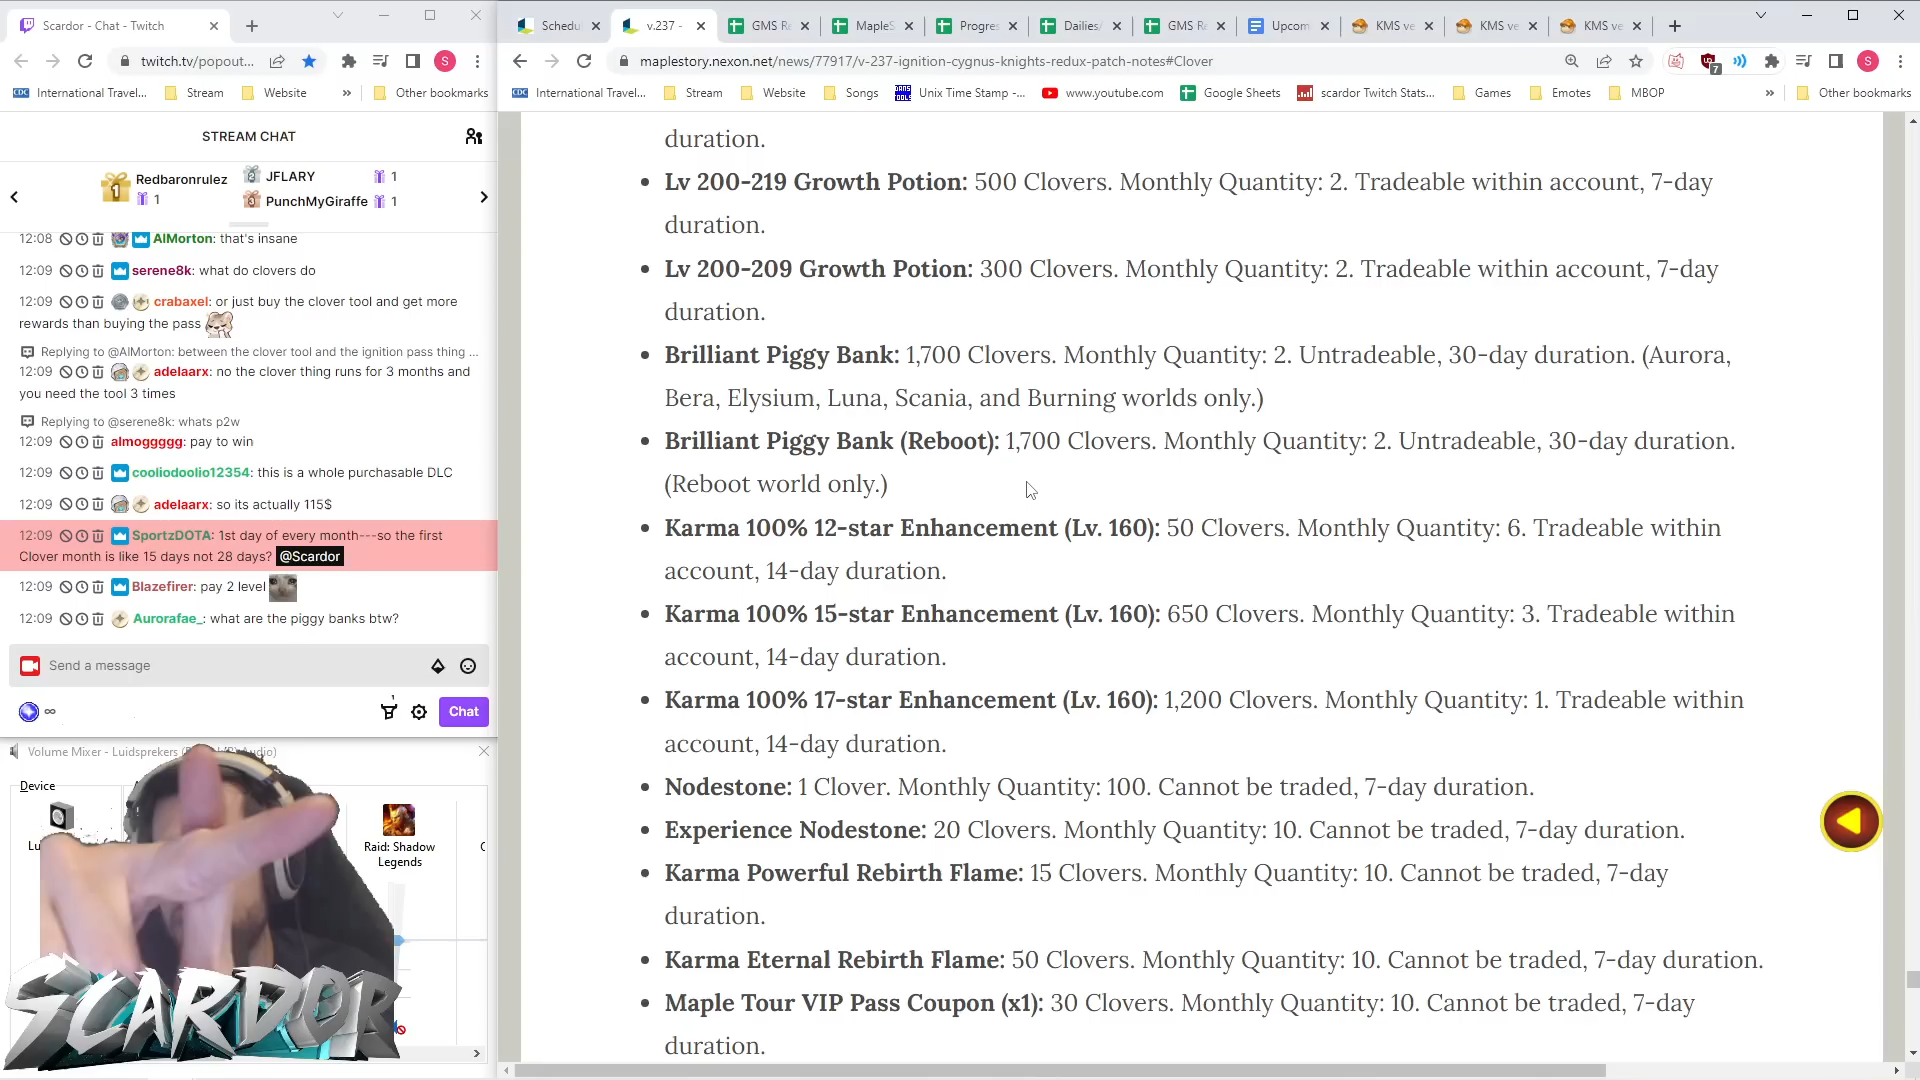 Scardor - Chat - Twitch
twitch.tv/popout...
International Travel...
Stream
Website
Other bookmarks
STREAM CHAT
Redbaronrulez
1
1
2
JFLARY
1
PunchMyGiraffe
1
12:08 AlMorton: that's insane
12:09 serene8k: what do clovers do
12:09 crabaxel: or just buy the clover tool and get more
rewards than buying the pass
Replying to @AlMorton: between the clover tool and the ignition pass thing ...
12:09 adelaarx: no the clover thing runs for 3 months and
you need the tool 3 times
Replying to @serene8k: whats p2w
12:09 almoggggg: pay to win
12:09 cooliodoolio12354: this is a whole purchasable DLC
12:09 adelaarx: so its actually 115$
12:09 SportzDOTA: 1st day of every month---so the first
Clover month is like 15 days not 28 days? @Scardor
12:09 Blazefirer: pay 2 level
12:09 Aurorafae_: what are the piggy banks btw?
Send a message
∞
1
Chat
Volume Mixer - Luidsprekers
Audio)
Device
Lu
Raid: Shadow
Legends
SCARDOR
Schedu
v.237 -
GMS Re
MapleS
Progres
Dailies/
GMS Re
Upcom
KMS ve
KMS ve
KMS ve
maplestory.nexon.net/news/77917/v-237-ignition-cygnus-knights-redux-patch-notes#Clover
7
S
CDC International Travel...
Stream
Website
Songs
Unix Time Stamp -...
www.youtube.com
Google Sheets
scardor Twitch Stats...
Games
Emotes
MBOP
Other bookmarks
duration.
• Lv 200-219 Growth Potion: 500 Clovers. Monthly Quantity: 2. Tradeable within account, 7-day
duration.
• Lv 200-209 Growth Potion: 300 Clovers. Monthly Quantity: 2. Tradeable within account, 7-day
duration.
• Brilliant Piggy Bank: 1,700 Clovers. Monthly Quantity: 2. Untradeable, 30-day duration. (Aurora,
Bera, Elysium, Luna, Scania, and Burning worlds only.)
• Brilliant Piggy Bank (Reboot): 1,700 Clovers. Monthly Quantity: 2. Untradeable, 30-day duration.
(Reboot world only.)
• Karma 100% 12-star Enhancement (Lv. 160): 50 Clovers. Monthly Quantity: 6. Tradeable within
account, 14-day duration.
• Karma 100% 15-star Enhancement (Lv. 160): 650 Clovers. Monthly Quantity: 3. Tradeable within
account, 14-day duration.
• Karma 100% 17-star Enhancement (Lv. 160): 1,200 Clovers. Monthly Quantity: 1. Tradeable within
account, 14-day duration.
• Nodestone: 1 Clover. Monthly Quantity: 100. Cannot be traded, 7-day duration.
• Experience Nodestone: 20 Clovers. Monthly Quantity: 10. Cannot be traded, 7-day duration.
• Karma Powerful Rebirth Flame: 15 Clovers. Monthly Quantity: 10. Cannot be traded, 7-day
duration.
• Karma Eternal Rebirth Flame: 50 Clovers. Monthly Quantity: 10. Cannot be traded, 7-day duration.
• Maple Tour VIP Pass Coupon (x1): 30 Clovers. Monthly Quantity: 10. Cannot be traded, 7-day
duration.